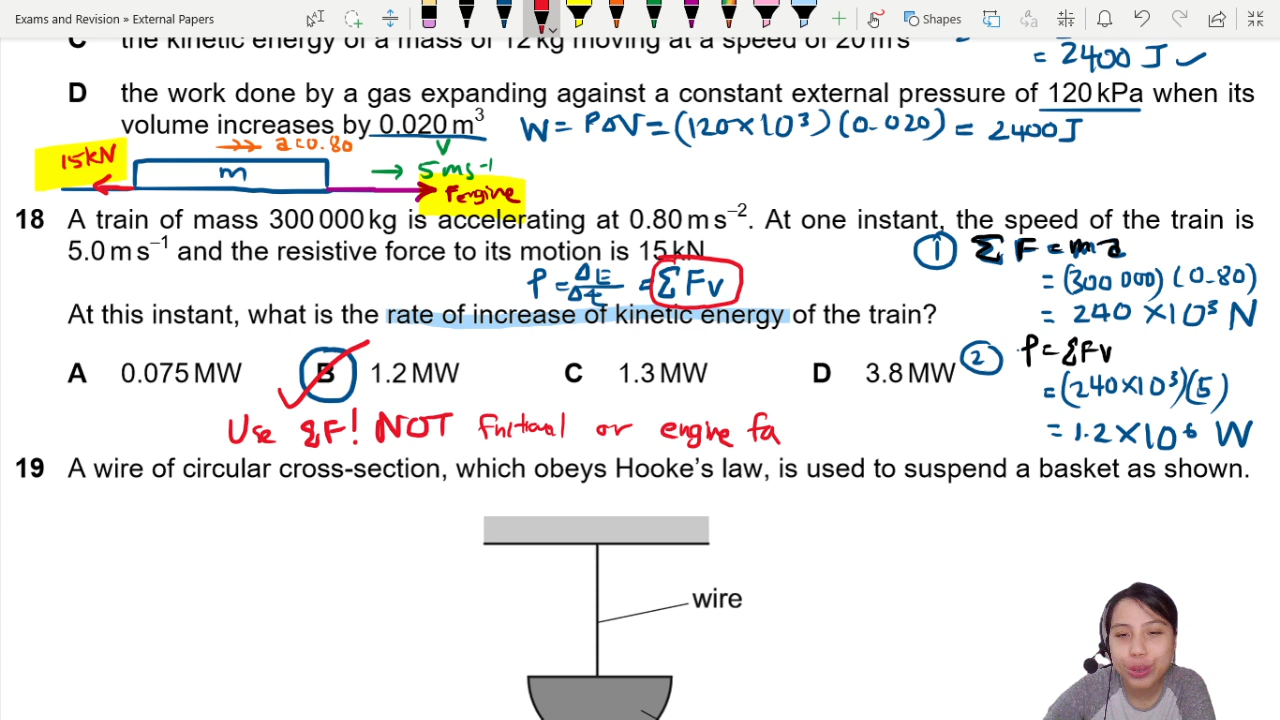 Exams and Revision » External Papers
Shapes
C the kinetic energy of a mass of 12 kg moving at a speed of 20 m s
= 2400 J ✓
D the work done by a gas expanding against a constant external pressure of 120 kPa when its
volume increases by 0.020 m³ W = PΔV = (120×10³)(0.020) = 2400 J
15kN
a=0.80
m
v
→ 5ms⁻¹
Fengine
18 A train of mass 300 000 kg is accelerating at 0.80 m s⁻². At one instant, the speed of the train is
5.0 m s⁻¹ and the resistive force to its motion is 15 kN.
① ΣF = ma
= (300 000)(0.80)
= 240 ×10³ N
P = ΔE/Δt = ΣFv
At this instant, what is the rate of increase of kinetic energy of the train?
② P = ΣFv
= (240×10³)(5)
= 1.2×10⁶ W
A 0.075 MW B 1.2 MW C 1.3 MW D 3.8 MW
Use ΣF! NOT frictional or engine fo
19 A wire of circular cross-section, which obeys Hooke's law, is used to suspend a basket as shown.
wire